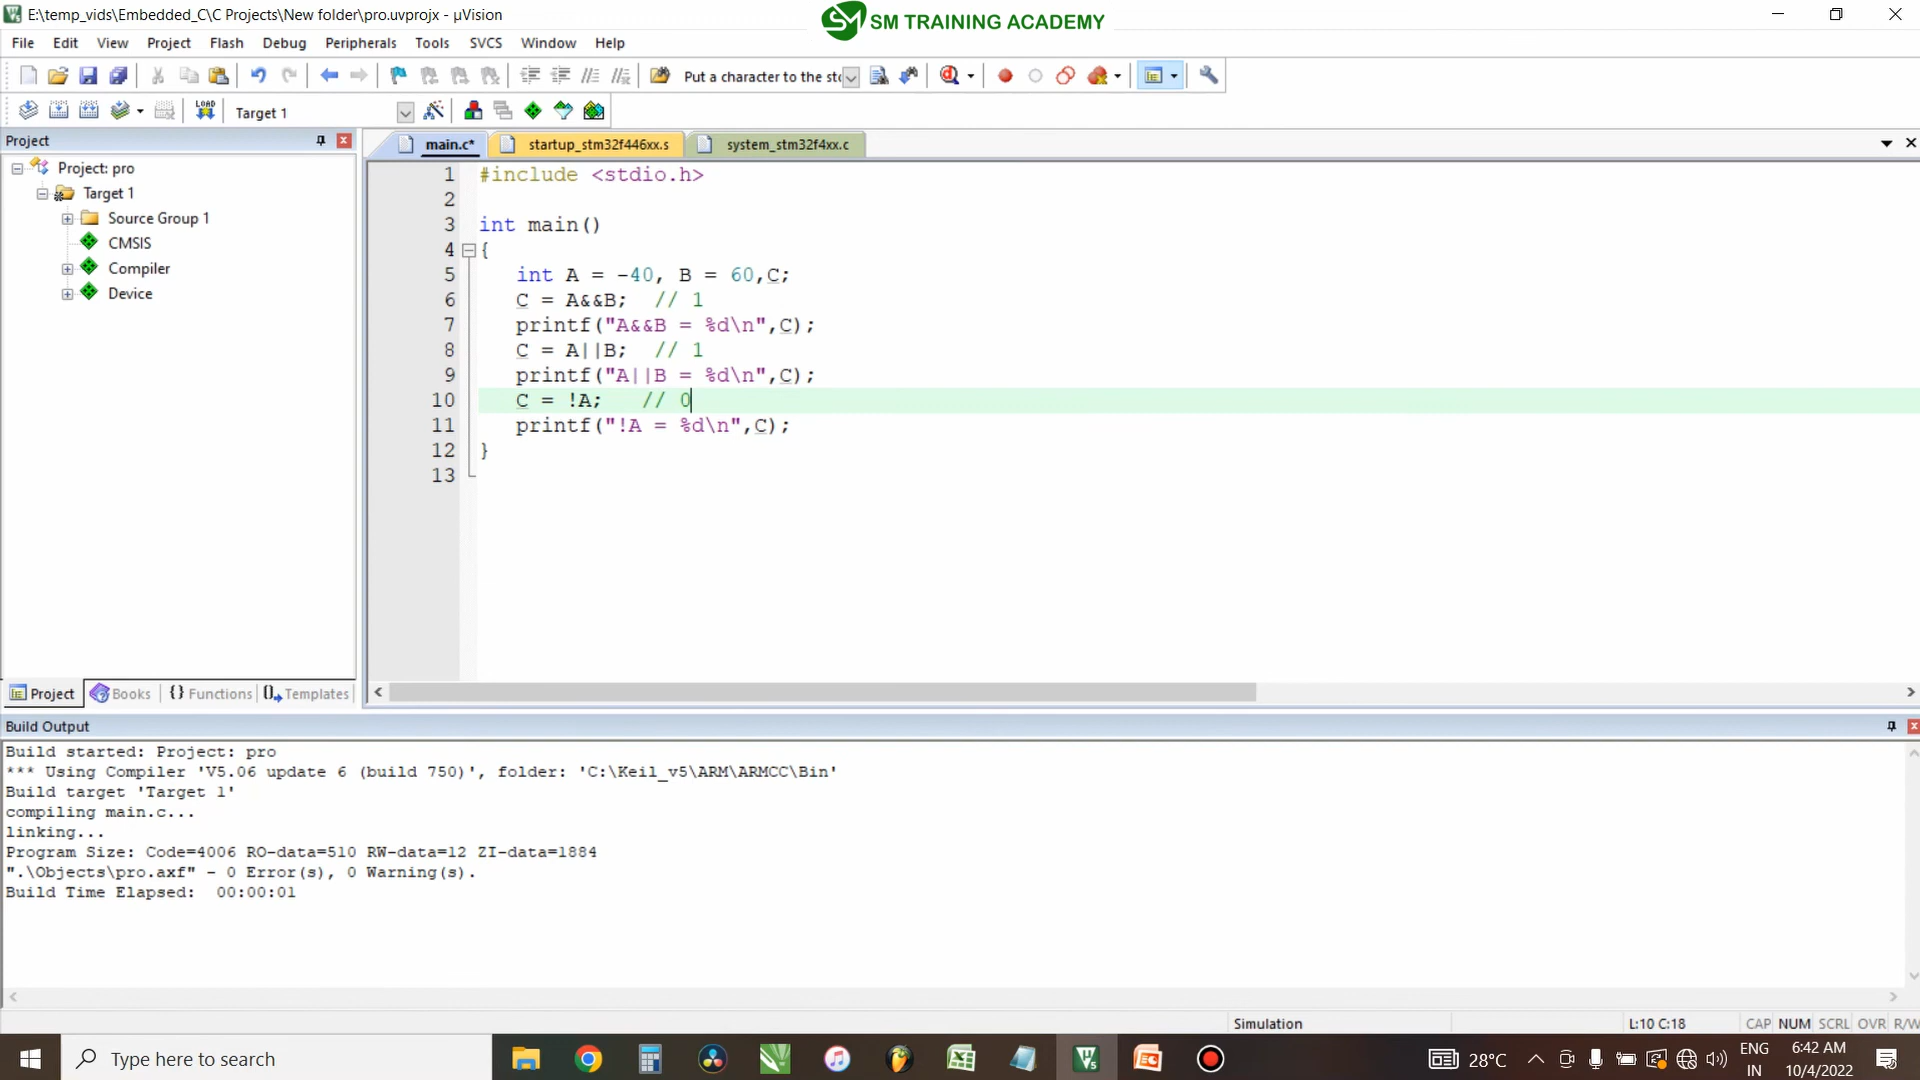 E:\temp_vids\Embedded_C\C Projects\New folder\pro.uvprojx - µVision
SM TRAINING ACADEMY
File Edit View Project Flash Debug Peripherals Tools SVCS Window Help
Put a character to the st
LOAD Target 1
Project
main.c* startup_stm32f446xx.s system_stm32f4xx.c
Project: pro
Target 1
Source Group 1
CMSIS
Compiler
Device
1 #include <stdio.h>
2
3 int main()
4 {
5 int A = -40, B = 60,C;
6 C = A&&B; // 1
7 printf("A&&B = %d\n",C);
8 C = A||B; // 1
9 printf("A||B = %d\n",C);
10 C = !A; // 0
11 printf("!A = %d\n",C);
12 }
13
Project Books {} Functions Templates
Build Output
Build started: Project: pro
*** Using Compiler 'V5.06 update 6 (build 750)', folder: 'C:\Keil_v5\ARM\ARMCC\Bin'
Build target 'Target 1'
compiling main.c...
linking...
Program Size: Code=4006 RO-data=510 RW-data=12 ZI-data=1884
".\Objects\pro.axf" - 0 Error(s), 0 Warning(s).
Build Time Elapsed:  00:00:01
Simulation L:10 C:18 CAP NUM SCRL OVR R/W
Type here to search
28°C
ENG
IN
6:42 AM
10/4/2022